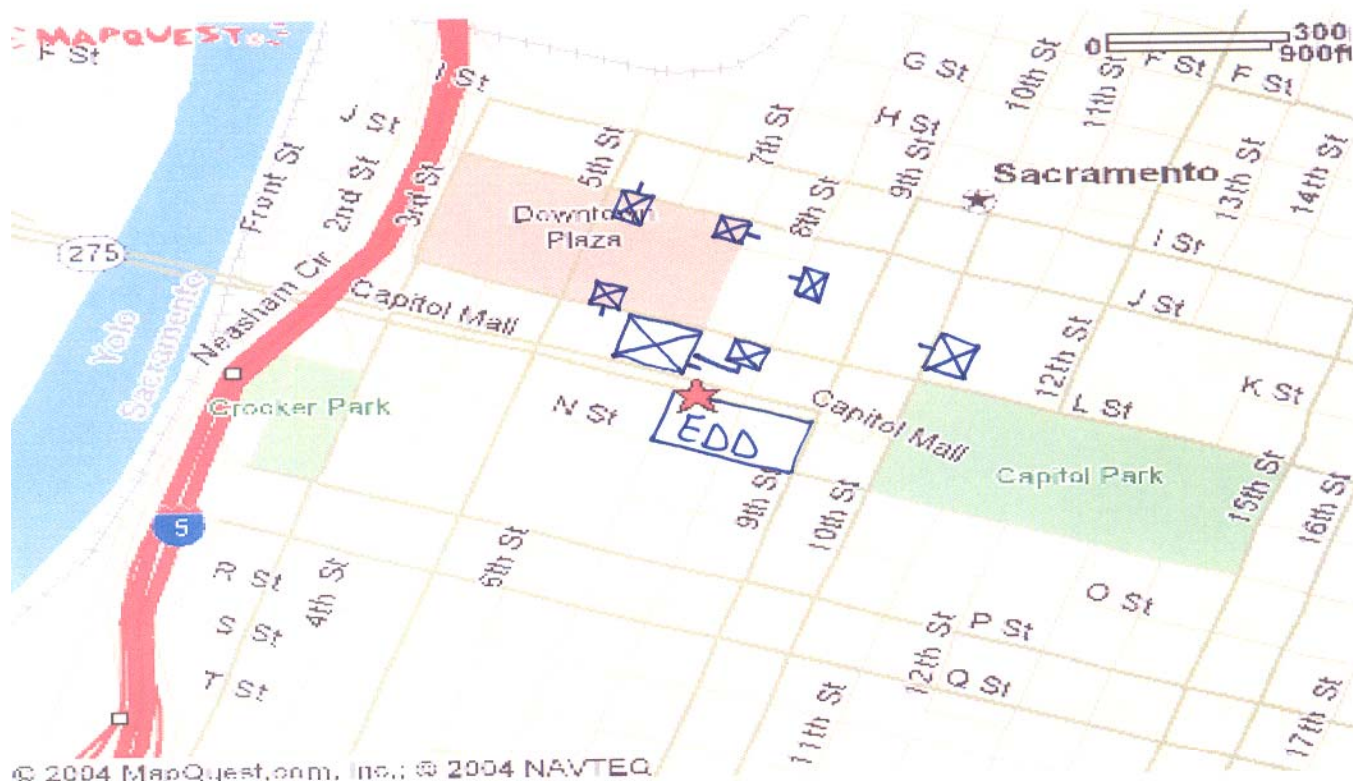 MAPQUEST
300
0
900ft
F St
I St
G St
10th St
11th St
F St
F St
J St
H St
Front St
2nd St
3rd St
5th St
7th St
9th St
Sacramento
13th St
14th St
Downtown
Plaza
8th St
275
I St
Neasham Cir
Capitol Mall
J St
Yolo
Sacramento
12th St
K St
Crocker Park
N St
EDD
Capitol Mall
L St
Capitol Park
9th St
10th St
15th St
16th St
5
R St
4th St
6th St
O St
S St
12th St
P St
T St
Q St
11th St
17th St
© 2004 MapQuest.com, Inc.; © 2004 NAVTEQ